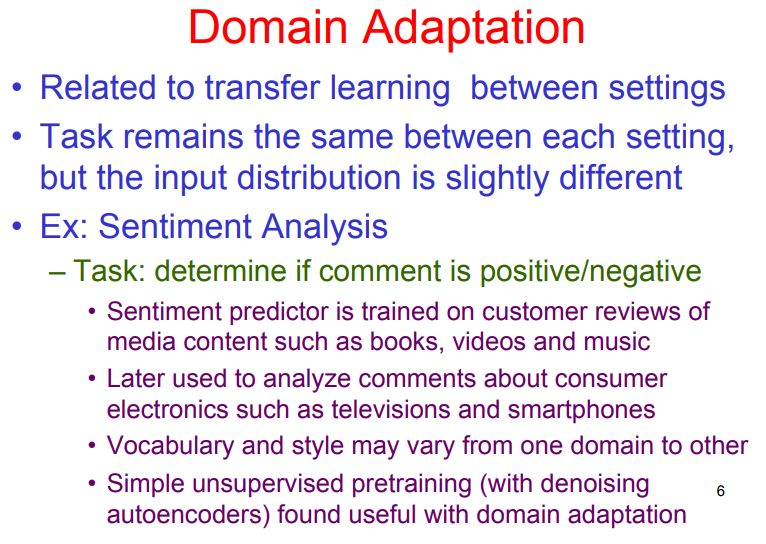 Domain Adaptation
• Related to transfer learning between settings
• Task remains the same between each setting,
but the input distribution is slightly different
• Ex: Sentiment Analysis
– Task: determine if comment is positive/negative
• Sentiment predictor is trained on customer reviews of
media content such as books, videos and music
• Later used to analyze comments about consumer
electronics such as televisions and smartphones
• Vocabulary and style may vary from one domain to other
• Simple unsupervised pretraining (with denoising
autoencoders) found useful with domain adaptation
6